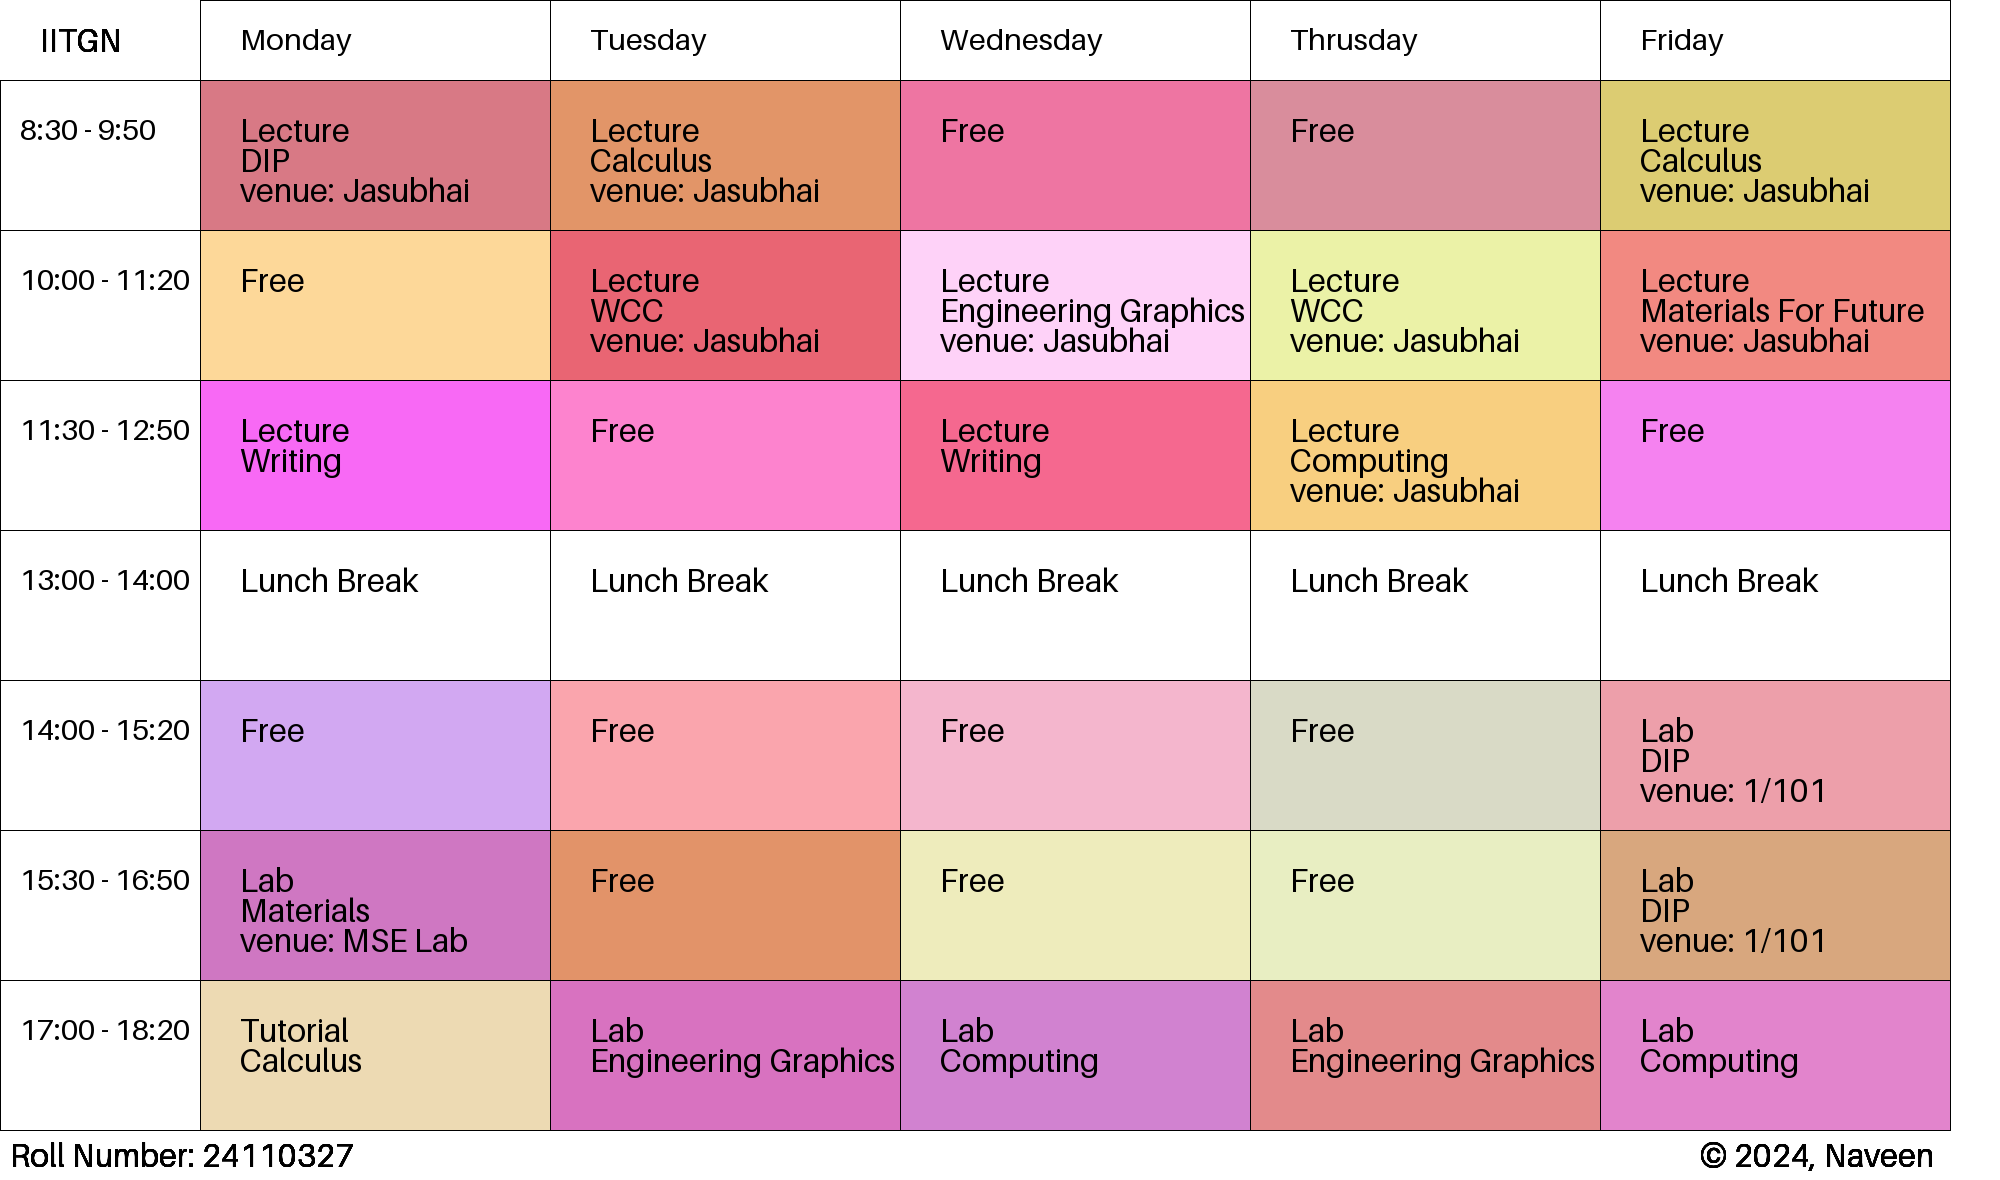 IITGN
Monday
Tuesday
Wednesday
Thrusday
Friday
8:30 - 9:50
Lecture
DIP
venue: Jasubhai
Lecture
Calculus
venue: Jasubhai
Free
Free
Lecture
Calculus
venue: Jasubhai
10:00 - 11:20
Free
Lecture
WCC
venue: Jasubhai
Lecture
Engineering Graphics
venue: Jasubhai
Lecture
WCC
venue: Jasubhai
Lecture
Materials For Future
venue: Jasubhai
11:30 - 12:50
Lecture
Writing
Free
Lecture
Writing
Lecture
Computing
venue: Jasubhai
Free
13:00 - 14:00
Lunch Break
Lunch Break
Lunch Break
Lunch Break
Lunch Break
14:00 - 15:20
Free
Free
Free
Free
Lab
DIP
venue: 1/101
15:30 - 16:50
Lab
Materials
venue: MSE Lab
Free
Free
Free
Lab
DIP
venue: 1/101
17:00 - 18:20
Tutorial
Calculus
Lab
Engineering Graphics
Lab
Computing
Lab
Engineering Graphics
Lab
Computing
Roll Number: 24110327
© 2024, Naveen